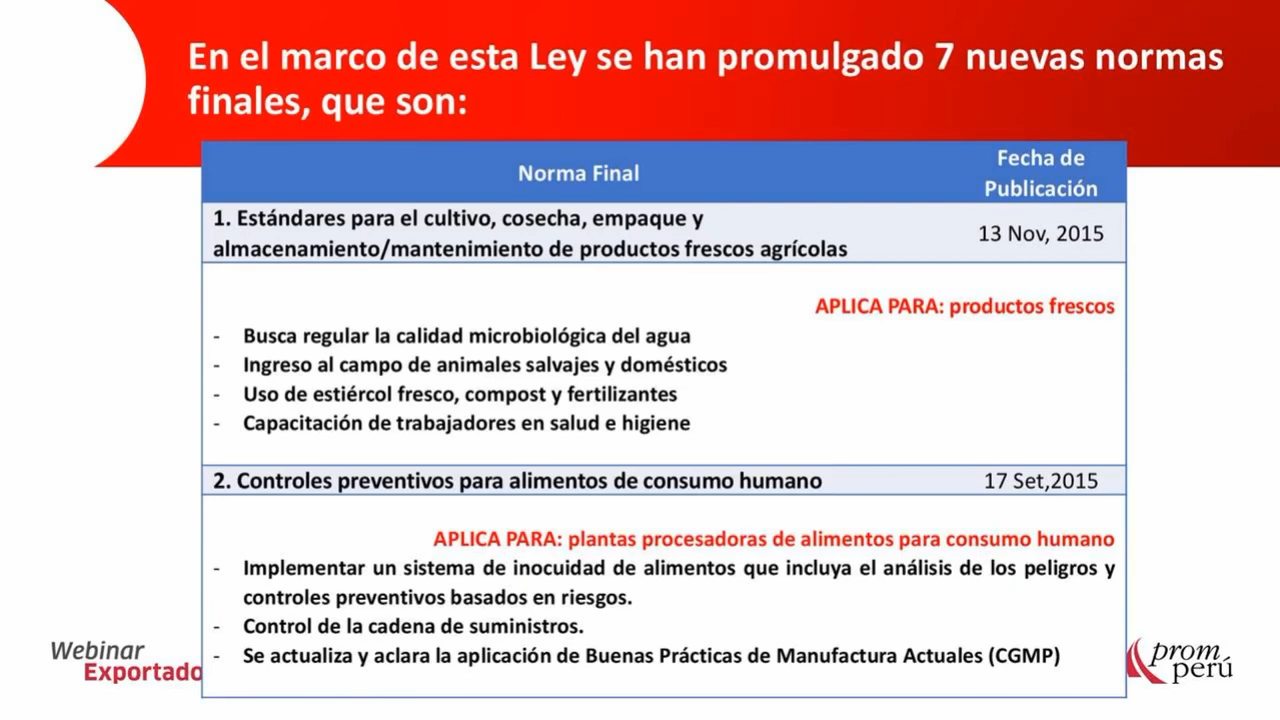 En el marco de esta Ley se han promulgado 7 nuevas normas
finales, que son:
Norma Final
Fecha de
Publicación
1. Estándares para el cultivo, cosecha, empaque y
almacenamiento/mantenimiento de productos frescos agrícolas
13 Nov, 2015
APLICA PARA: productos frescos
- Busca regular la calidad microbiológica del agua
- Ingreso al campo de animales salvajes y domésticos
- Uso de estiércol fresco, compost y fertilizantes
- Capacitación de trabajadores en salud e higiene
2. Controles preventivos para alimentos de consumo humano
17 Set,2015
APLICA PARA: plantas procesadoras de alimentos para consumo humano
- Implementar un sistema de inocuidad de alimentos que incluya el análisis de los peligros y
controles preventivos basados en riesgos.
- Control de la cadena de suministros.
- Se actualiza y aclara la aplicación de Buenas Prácticas de Manufactura Actuales (CGMP)
Webinar
Exportado
prom
perú